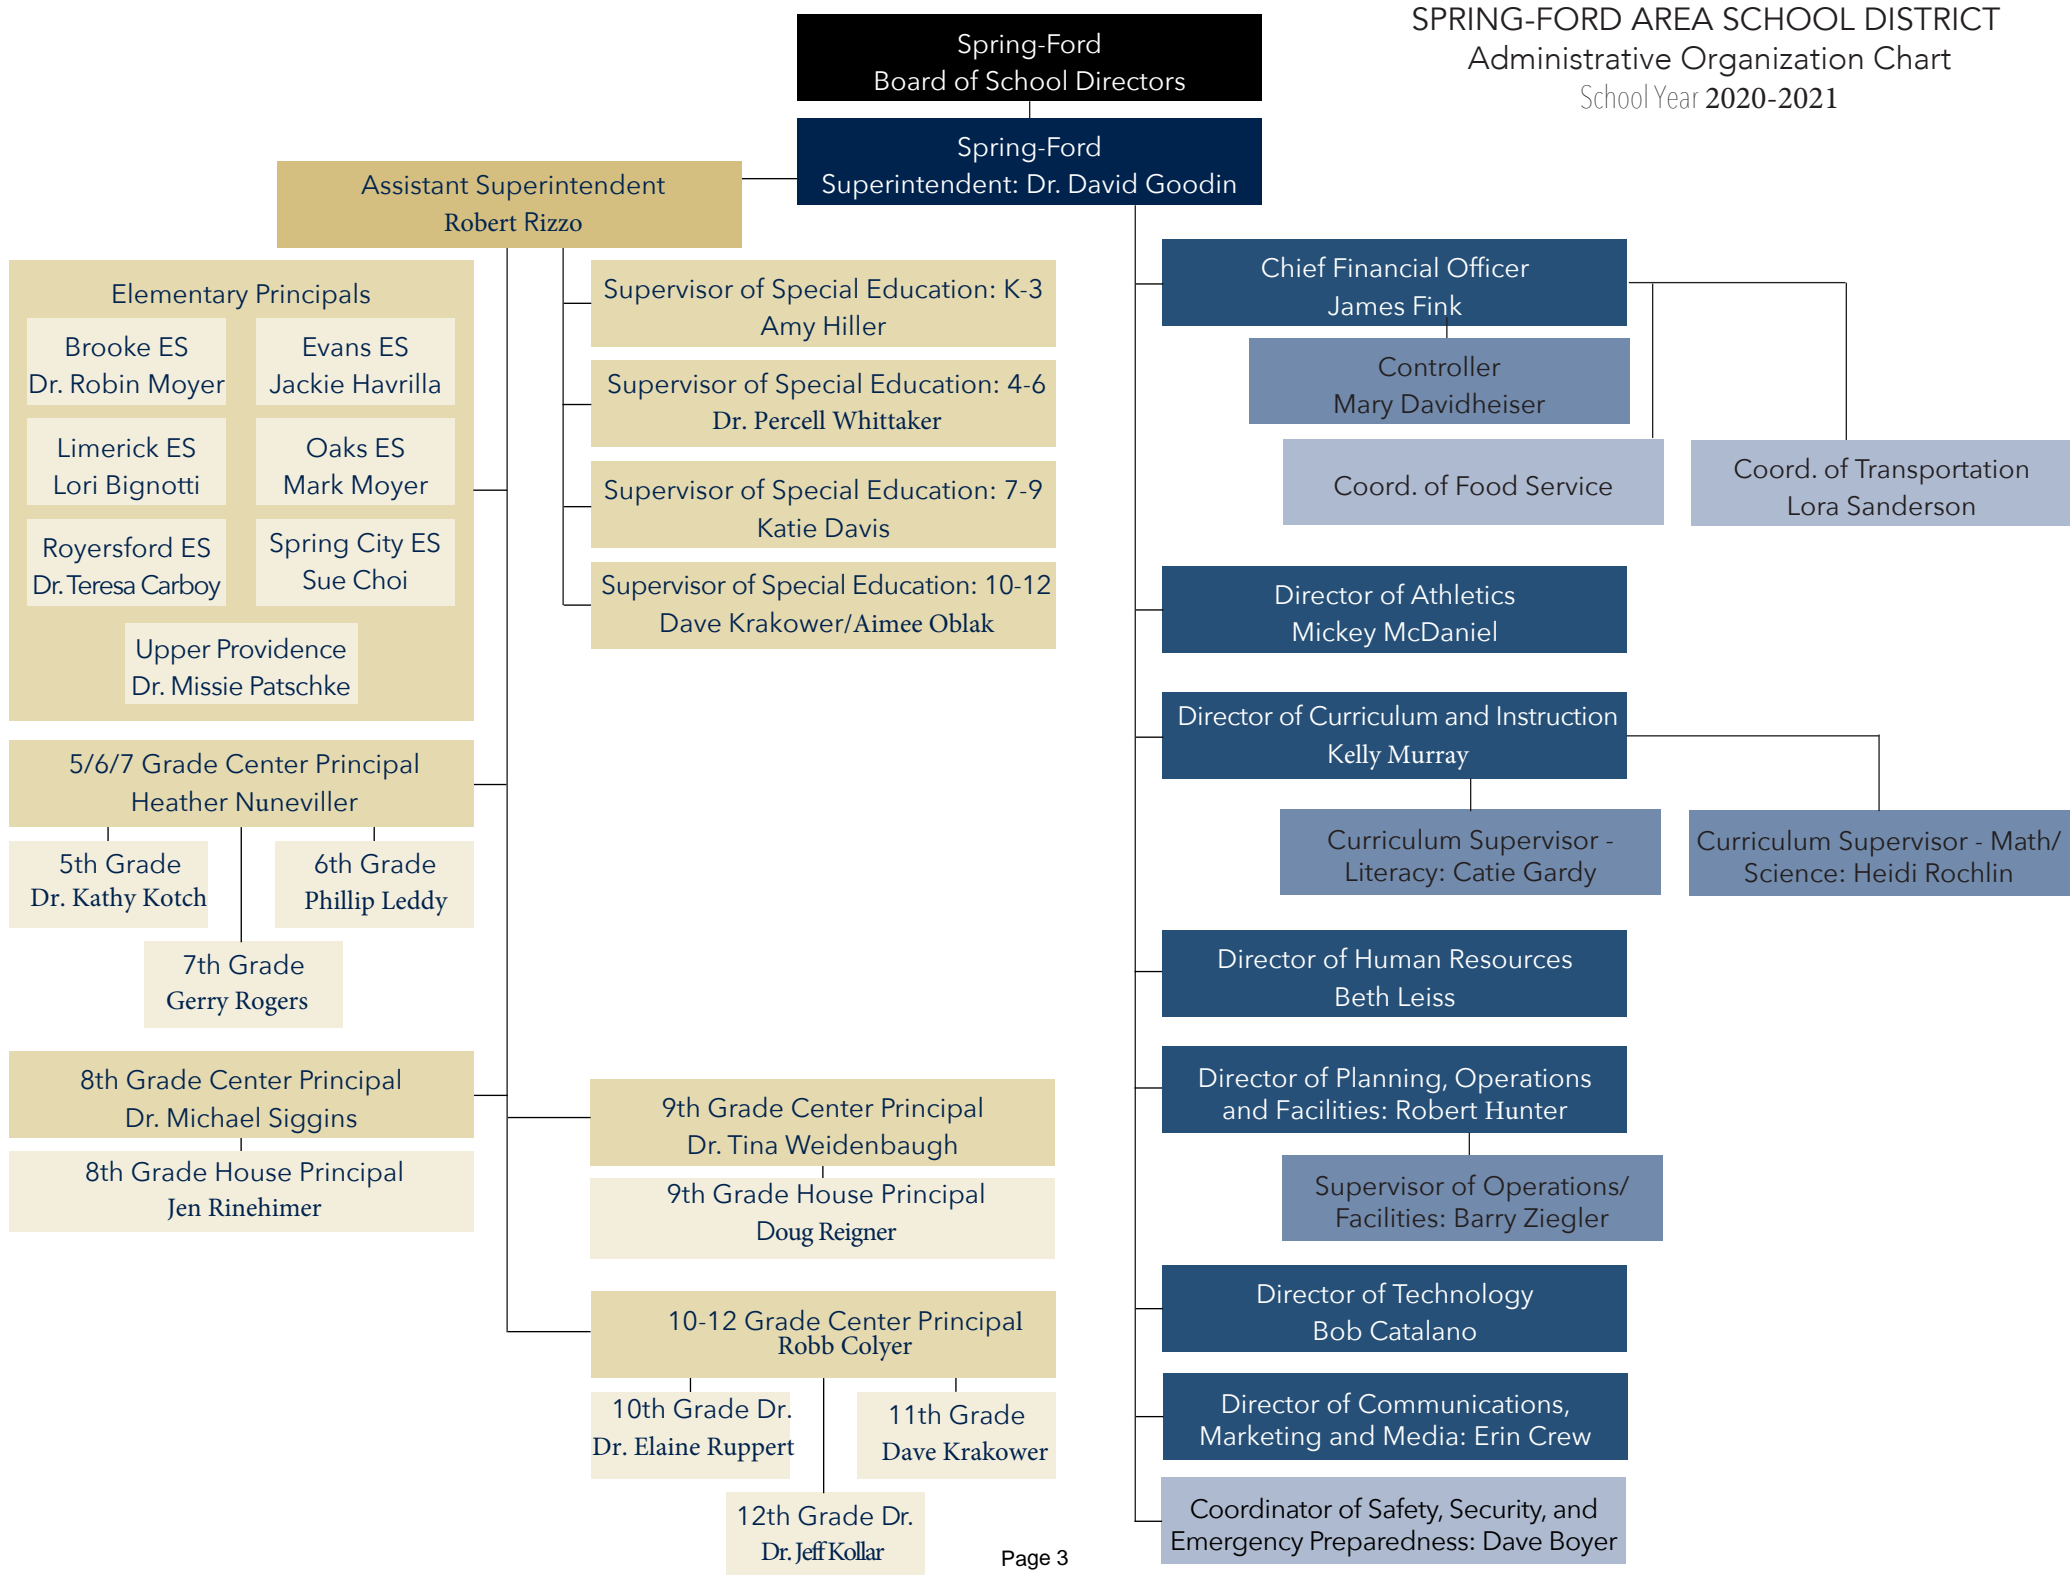 SPRING-FORD AREA SCHOOL DISTRICT
Administrative Organization Chart
School Year 2020-2021
Spring-Ford
Board of School Directors
Spring-Ford
Superintendent: Dr. David Goodin
Assistant Superintendent
Robert Rizzo
Elementary Principals
Brooke ES
Dr. Robin Moyer
Evans ES
Jackie Havrilla
Limerick ES
Lori Bignotti
Oaks ES
Mark Moyer
Royersford ES
Dr. Teresa Carboy
Spring City ES
Sue Choi
Upper Providence
Dr. Missie Patschke
5/6/7 Grade Center Principal
Heather Nuneviller
5th Grade
Dr. Kathy Kotch
6th Grade
Phillip Leddy
7th Grade
Gerry Rogers
8th Grade Center Principal
Dr. Michael Siggins
8th Grade House Principal
Jen Rinehimer
Supervisor of Special Education: K-3
Amy Hiller
Supervisor of Special Education: 4-6
Dr. Percell Whittaker
Supervisor of Special Education: 7-9
Katie Davis
Supervisor of Special Education: 10-12
Dave Krakower/Aimee Oblak
9th Grade Center Principal
Dr. Tina Weidenbaugh
9th Grade House Principal
Doug Reigner
10-12 Grade Center Principal
Robb Colyer
10th Grade Dr.
Dr. Elaine Ruppert
11th Grade
Dave Krakower
12th Grade Dr.
Dr. Jeff Kollar
Chief Financial Officer
James Fink
Controller
Mary Davidheiser
Coord. of Food Service
Coord. of Transportation
Lora Sanderson
Director of Athletics
Mickey McDaniel
Director of Curriculum and Instruction
Kelly Murray
Curriculum Supervisor -
Literacy: Catie Gardy
Curriculum Supervisor - Math/
Science: Heidi Rochlin
Director of Human Resources
Beth Leiss
Director of Planning, Operations
and Facilities: Robert Hunter
Supervisor of Operations/
Facilities: Barry Ziegler
Director of Technology
Bob Catalano
Director of Communications,
Marketing and Media: Erin Crew
Coordinator of Safety, Security, and
Emergency Preparedness: Dave Boyer
Page 3